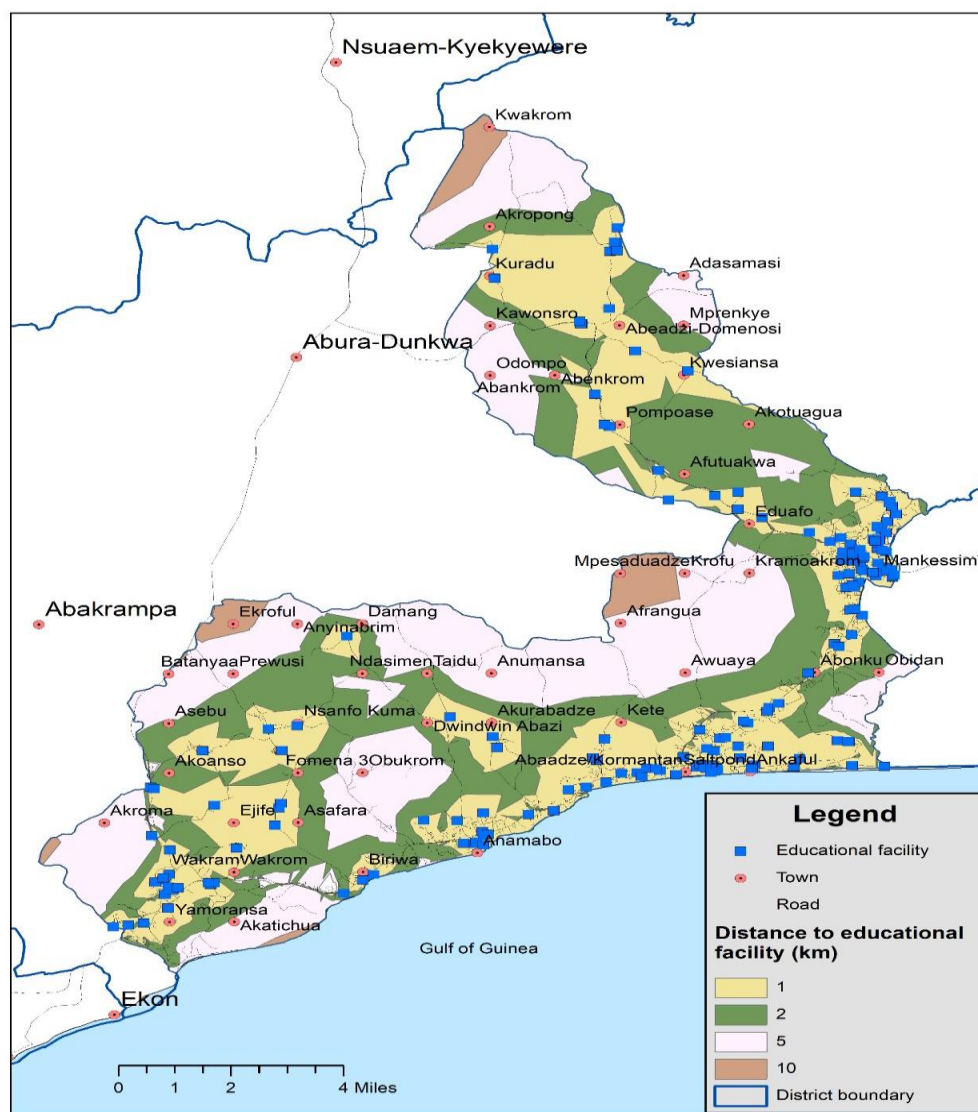 Nsuaem-Kyekyewere
Kwakrom
Akropong
Kuradu
Adasamasi
Kawonsro
Mprenkye
Abeadzi-Domenosi
Abura-Dunkwa
Odompo
Kwesiansa
Abankrom
Abenkrom
Pompoase
Akotuagua
Afutuakwa
Eduafo
Mpesaduadze
Krofu
Kramoakrom
Mankessim
Abakrampa
Ekroful
Damang
Afrangua
Anyinabrim
Batanyaa
Prewusi
Ndasimen
Taidu
Anumansa
Awuaya
Abonku
Obidan
Asebu
Nsanfo Kuma
Akurabadze
Kete
Dwindwin Abazi
Akoanso
Fomena 3
Obukrom
Abaadze/Kormantan
Saltpond
Ankaful
Akroma
Ejife
Asafara
Anamabo
Wakram
Wakrom
Biriwa
Yamoransa
Akatichua
Gulf of Guinea
Ekon
0 1 2 4 Miles
Legend
Educational facility
Town
Road
Distance to educational
facility (km)
1
2
5
10
District boundary